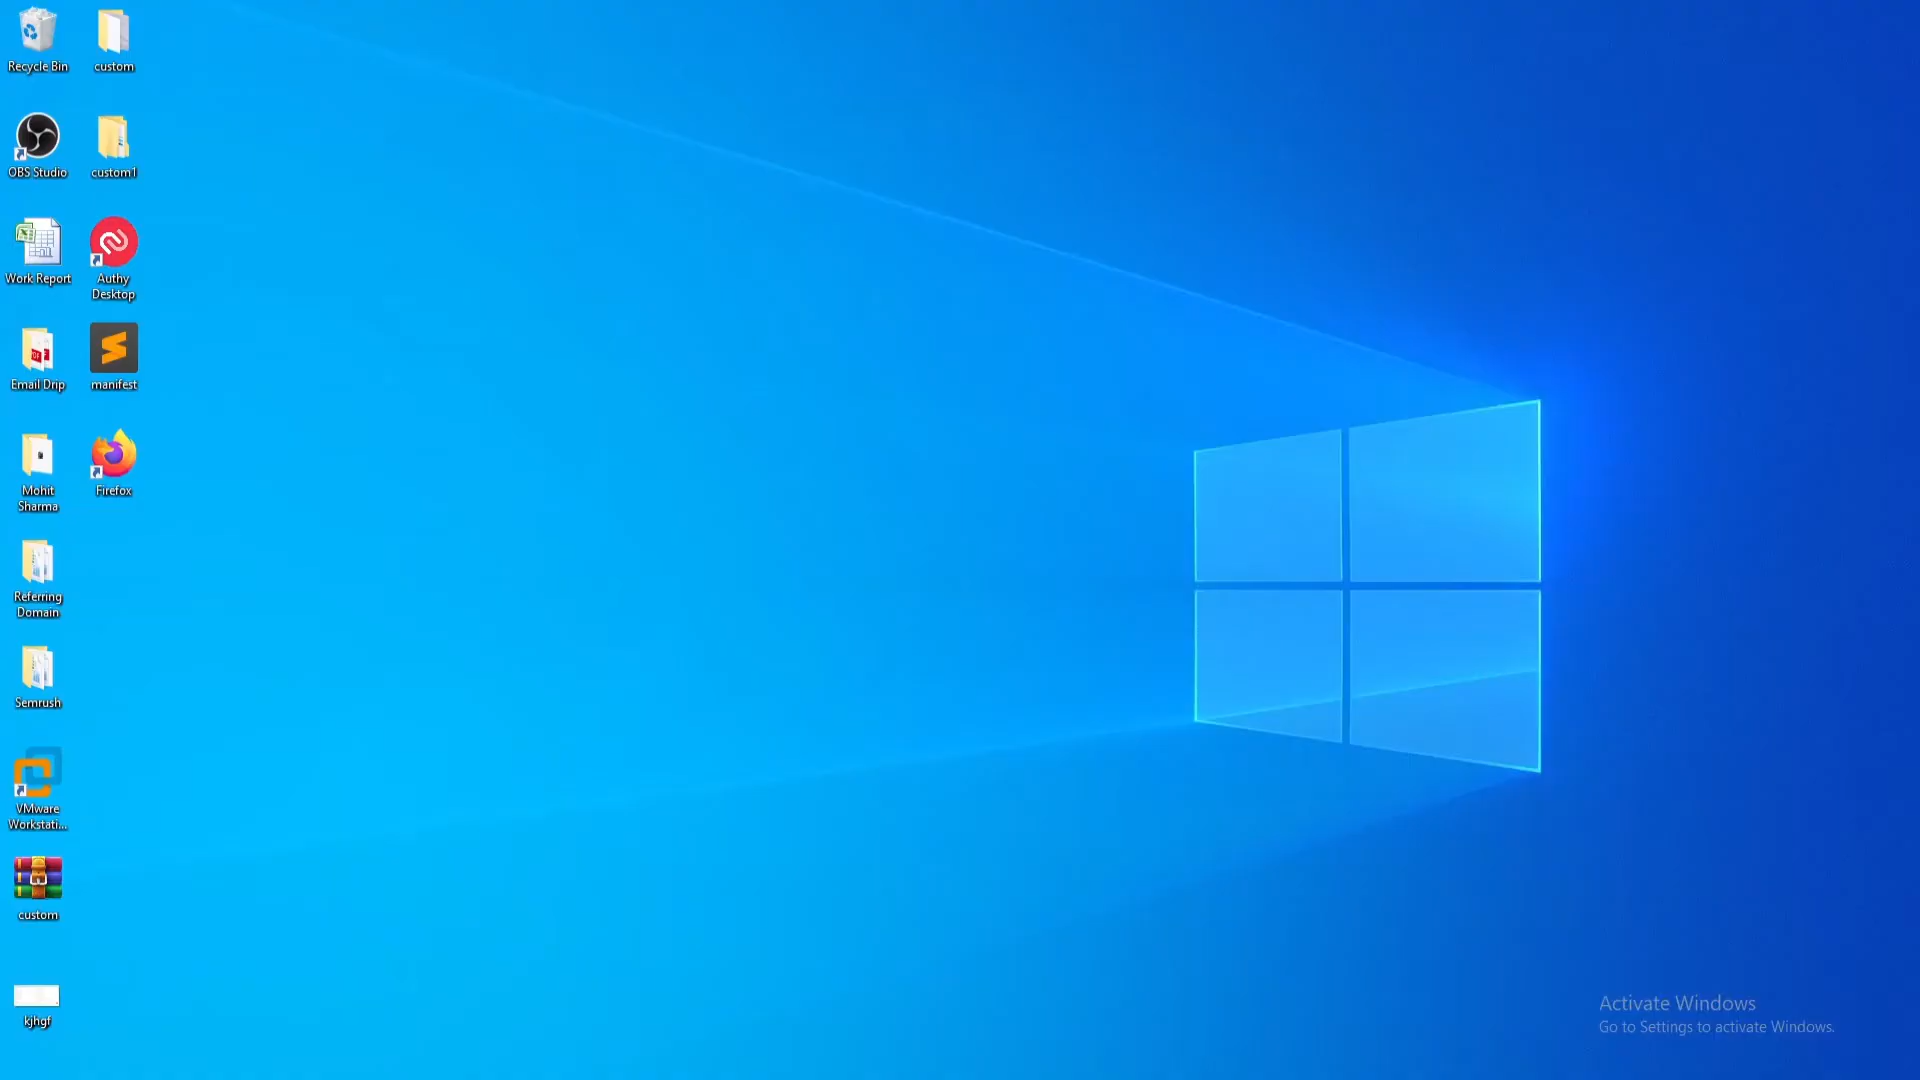 Recycle Bin
custom
OBS Studio
custom1
Work Report
Authy
Desktop
Email Drip
manifest
Mohit
Sharma
Firefox
Referring
Domain
Semrush
VMware
Workstati...
custom
kjhgf
Activate Windows
Go to Settings to activate Windows.